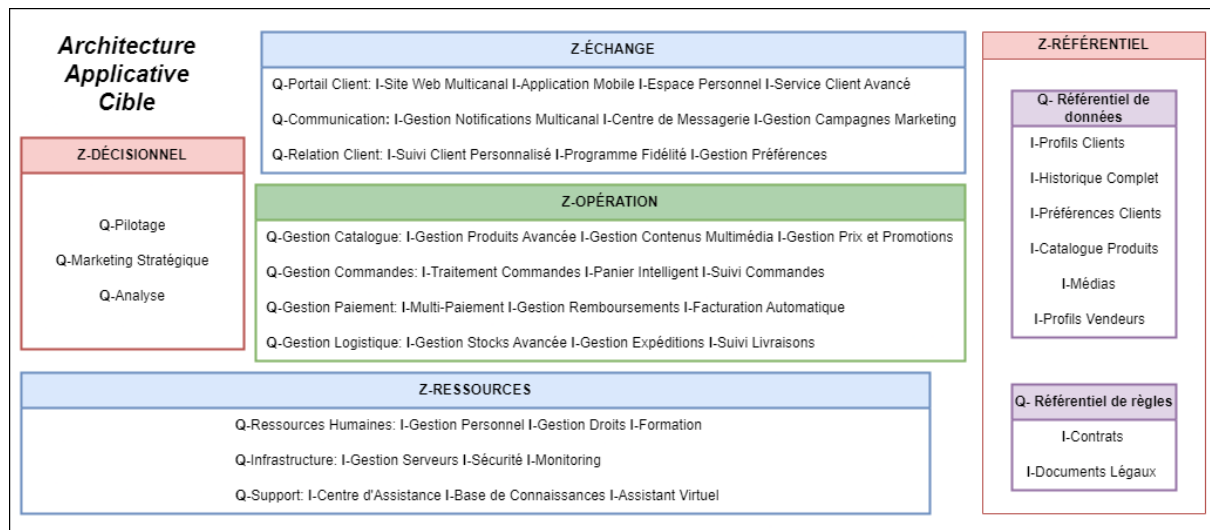 Architecture
Applicative
Cible
Z-ÉCHANGE
Q-Portail Client: I-Site Web Multicanal I-Application Mobile I-Espace Personnel I-Service Client Avancé
Q-Communication: I-Gestion Notifications Multicanal I-Centre de Messagerie I-Gestion Campagnes Marketing
Q-Relation Client: I-Suivi Client Personnalisé I-Programme Fidélité I-Gestion Préférences
Z-DÉCISIONNEL
Q-Pilotage
Q-Marketing Stratégique
Q-Analyse
Z-OPÉRATION
Q-Gestion Catalogue: I-Gestion Produits Avancée I-Gestion Contenus Multimédia I-Gestion Prix et Promotions
Q-Gestion Commandes: I-Traitement Commandes I-Panier Intelligent I-Suivi Commandes
Q-Gestion Paiement: I-Multi-Paiement I-Gestion Remboursements I-Facturation Automatique
Q-Gestion Logistique: I-Gestion Stocks Avancée I-Gestion Expéditions I-Suivi Livraisons
Z-RESSOURCES
Q-Ressources Humaines: I-Gestion Personnel I-Gestion Droits I-Formation
Q-Infrastructure: I-Gestion Serveurs I-Sécurité I-Monitoring
Q-Support: I-Centre d'Assistance I-Base de Connaissances I-Assistant Virtuel
Z-RÉFÉRENTIEL
Q- Référentiel de
données
I-Profils Clients
I-Historique Complet
I-Préférences Clients
I-Catalogue Produits
I-Médias
I-Profils Vendeurs
Q- Référentiel de règles
I-Contrats
I-Documents Légaux